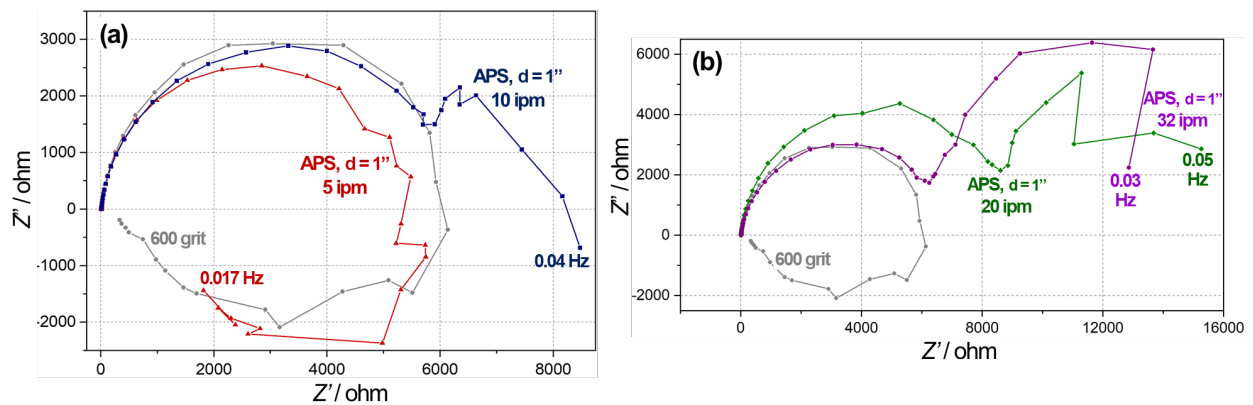 (a)
3000
2000
1000
0
-1000
-2000
Z'' / ohm
APS, d = 1”
10 ipm
APS, d = 1”
5 ipm
600 grit
0.017 Hz
0.04 Hz
0
2000
4000
6000
8000
Z’ / ohm
(b)
6000
4000
2000
0
-2000
Z'' / ohm
APS, d = 1”
32 ipm
APS, d = 1”
20 ipm
0.05
Hz
0.03
Hz
600 grit
0
4000
8000
12000
16000
Z’ / ohm